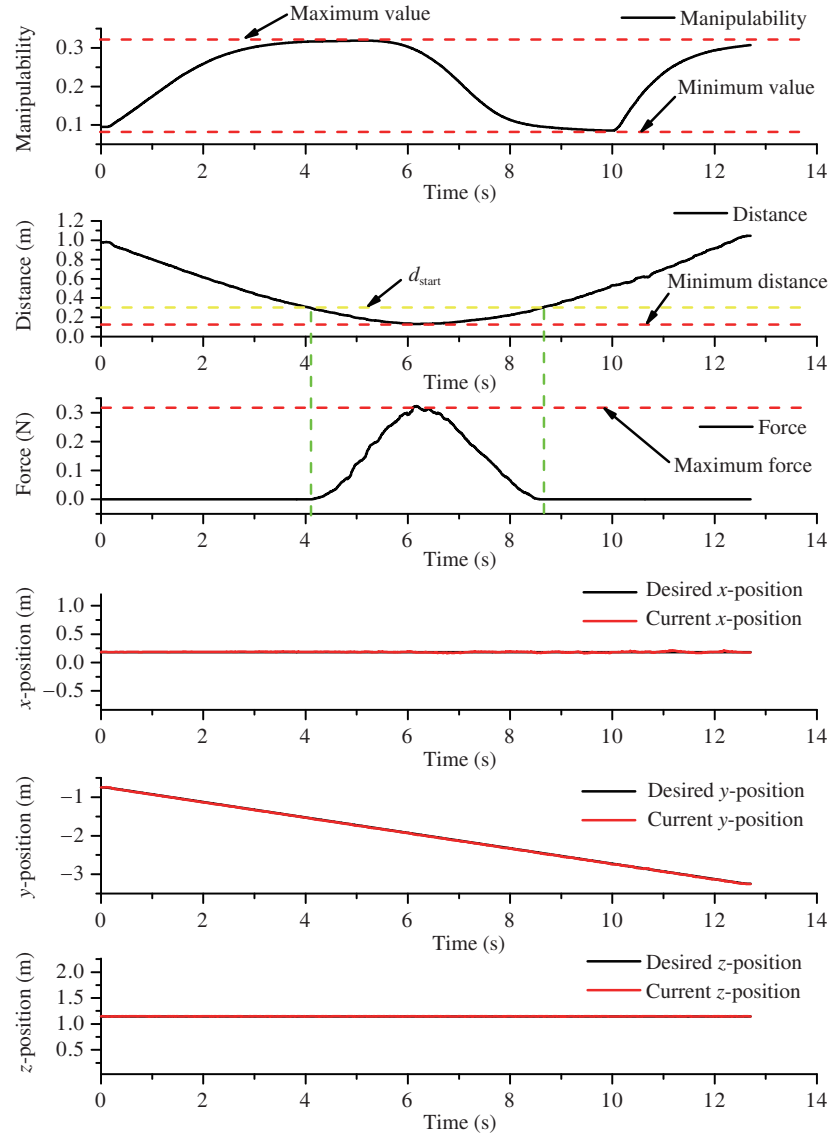 Maximum value
Manipulability
0.3
0.2
0.1
Manipulability
Minimum value
0 2 4 6 8 10 12 14
Time (s)
1.2
1.0
0.8
0.6
0.4
0.2
0.0
Distance (m)
Distance
d_start
Minimum distance
0 2 4 6 8 10 12 14
Time (s)
0.3
0.2
0.1
0.0
Force (N)
Force
Maximum force
0 2 4 6 8 10 12 14
Time (s)
1.0
0.5
0.0
−0.5
x-position (m)
Desired x-position
Current x-position
0 2 4 6 8 10 12 14
Time (s)
−1
−2
−3
y-position (m)
Desired y-position
Current y-position
0 2 4 6 8 10 12 14
Time (s)
2.0
1.5
1.0
0.5
z-position (m)
Desired z-position
Current z-position
0 2 4 6 8 10 12 14
Time (s)